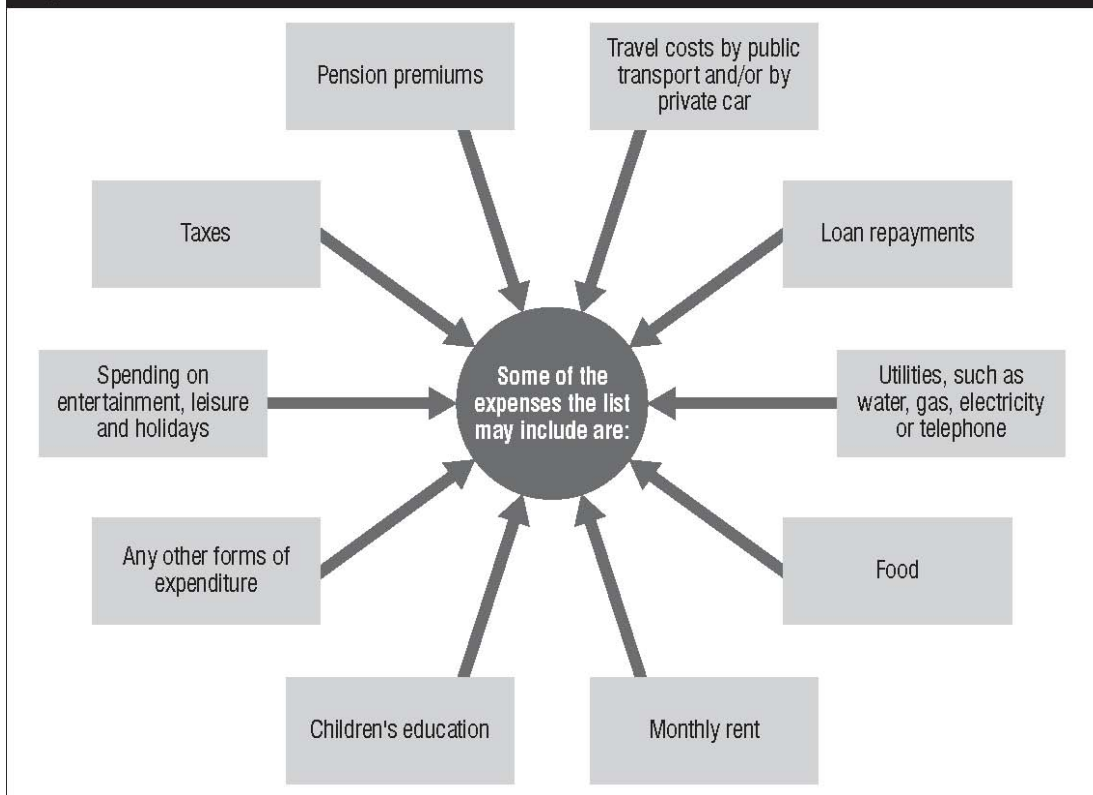 Pension premiums
Travel costs by public
transport and/or by
private car
Taxes
Loan repayments
Spending on
entertainment, leisure
and holidays
Some of the
expenses the list
may include are:
Utilities, such as
water, gas, electricity
or telephone
Any other forms of
expenditure
Food
Children's education
Monthly rent